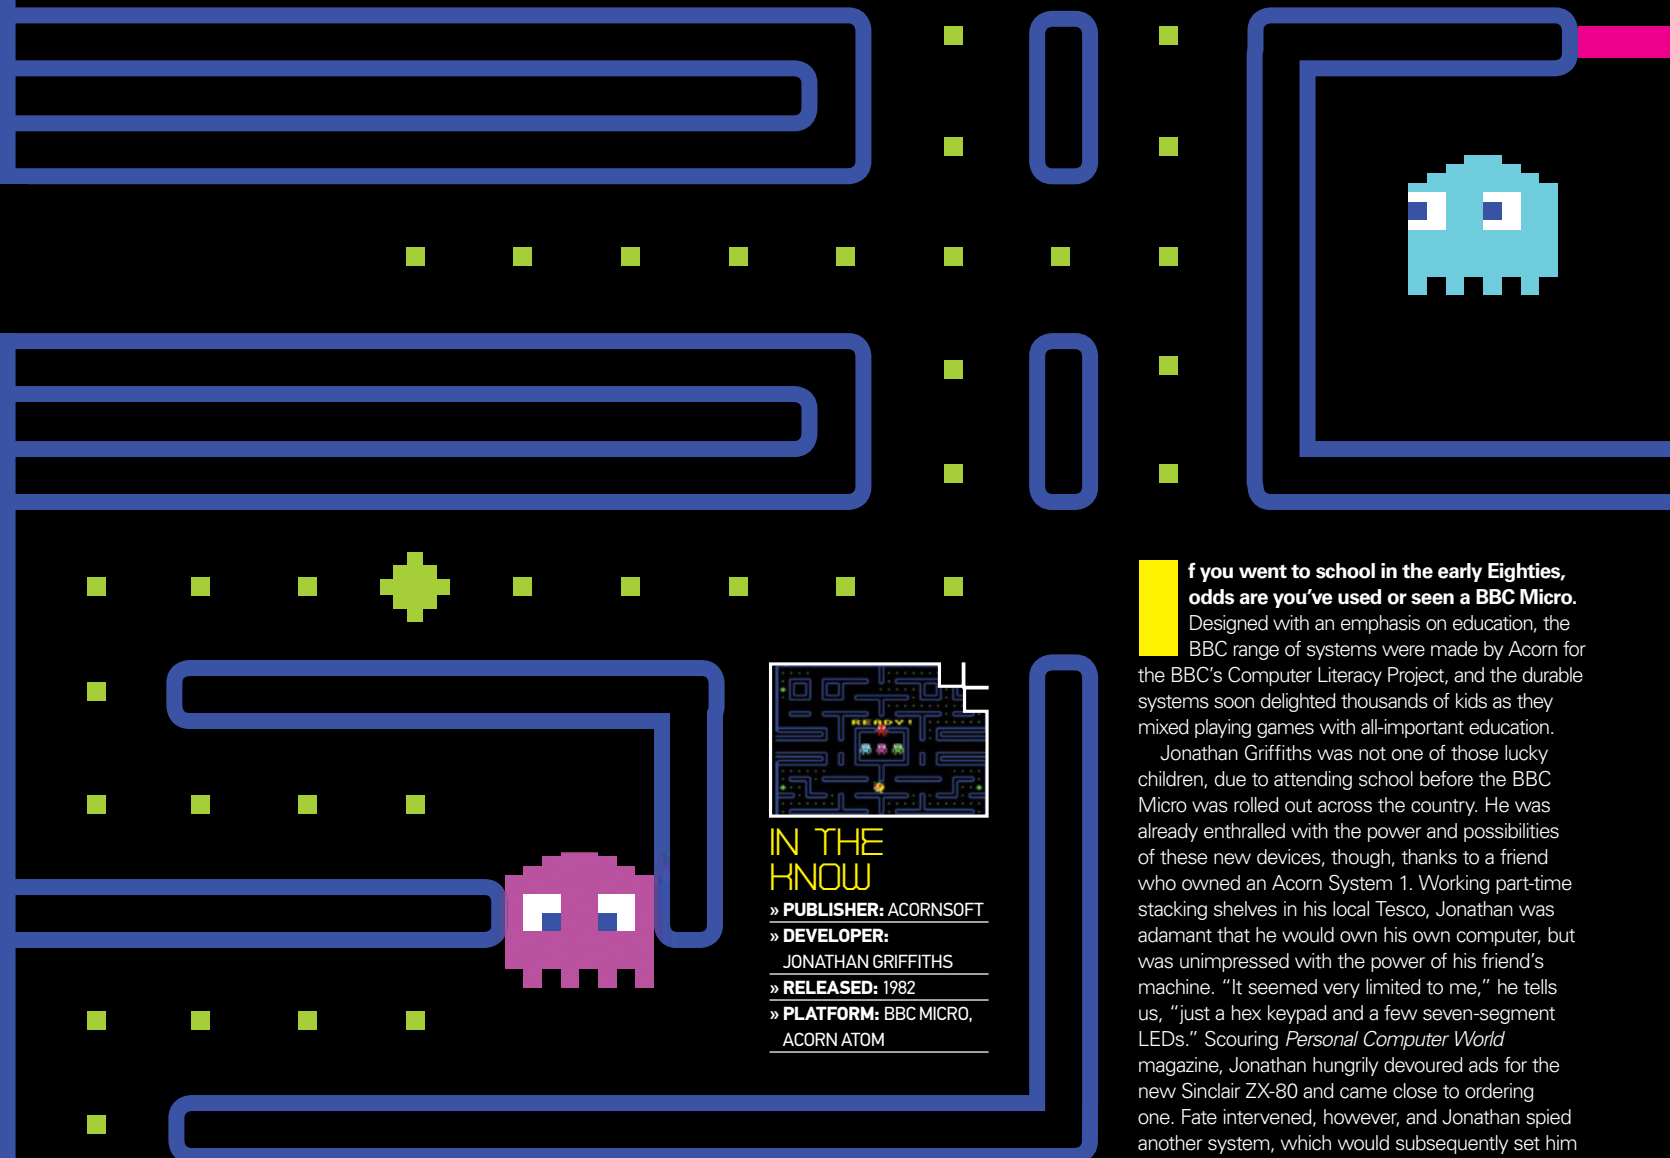 READY!
IN THE
KNOW
» PUBLISHER: ACORNSOFT
» DEVELOPER:
JONATHAN GRIFFITHS
» RELEASED: 1982
» PLATFORM: BBC MICRO,
ACORN ATOM
If you went to school in the early Eighties,
odds are you've used or seen a BBC Micro.
Designed with an emphasis on education, the
BBC range of systems were made by Acorn for
the BBC's Computer Literacy Project, and the durable
systems soon delighted thousands of kids as they
mixed playing games with all-important education.
Jonathan Griffiths was not one of those lucky
children, due to attending school before the BBC
Micro was rolled out across the country. He was
already enthralled with the power and possibilities
of these new devices, though, thanks to a friend
who owned an Acorn System 1. Working part-time
stacking shelves in his local Tesco, Jonathan was
adamant that he would own his own computer, but
was unimpressed with the power of his friend's
machine. “It seemed very limited to me,” he tells
us, “just a hex keypad and a few seven-segment
LEDs.” Scouring Personal Computer World
magazine, Jonathan hungrily devoured ads for the
new Sinclair ZX-80 and came close to ordering
one. Fate intervened, however, and Jonathan spied
another system, which would subsequently set him